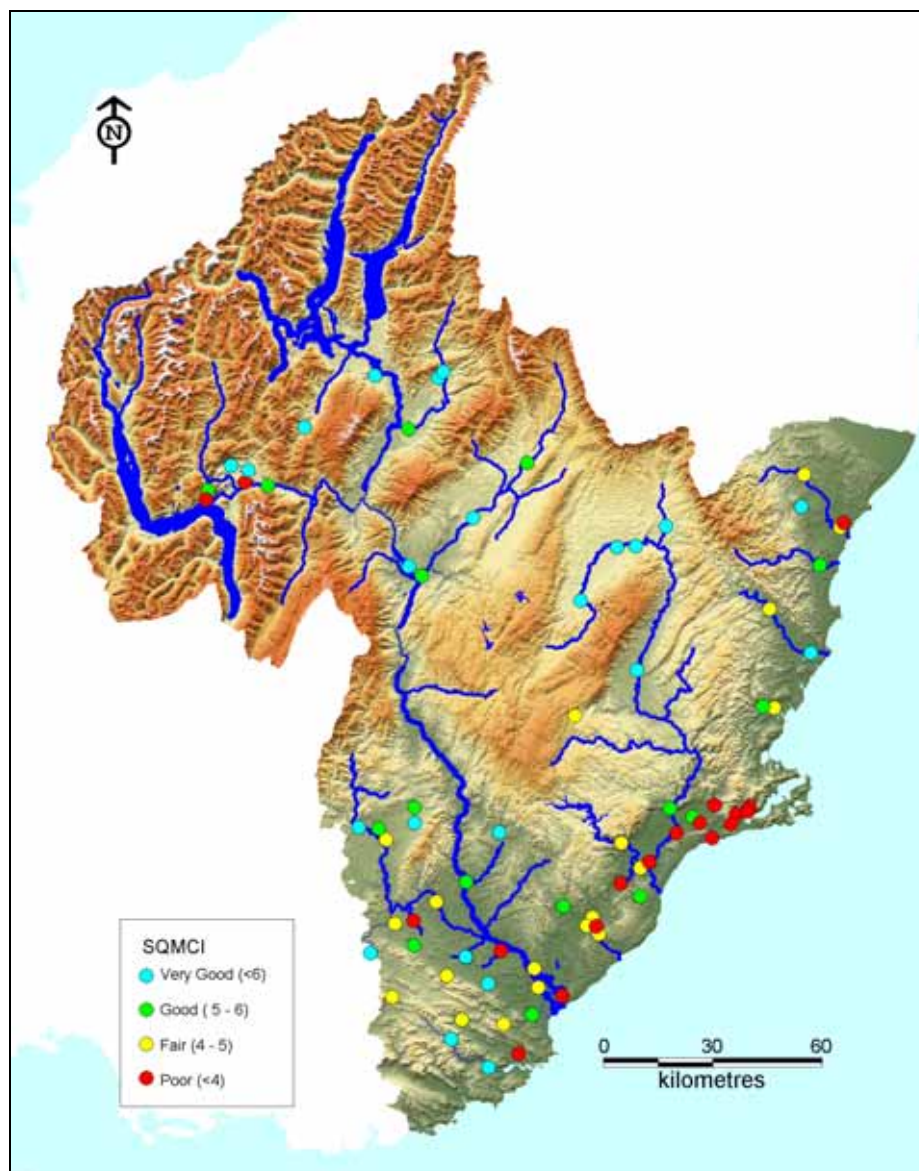 N
SQMCI
Very Good (<6)
Good ( 5 - 6)
Fair (4 - 5)
Poor (<4)
0 30 60
kilometres